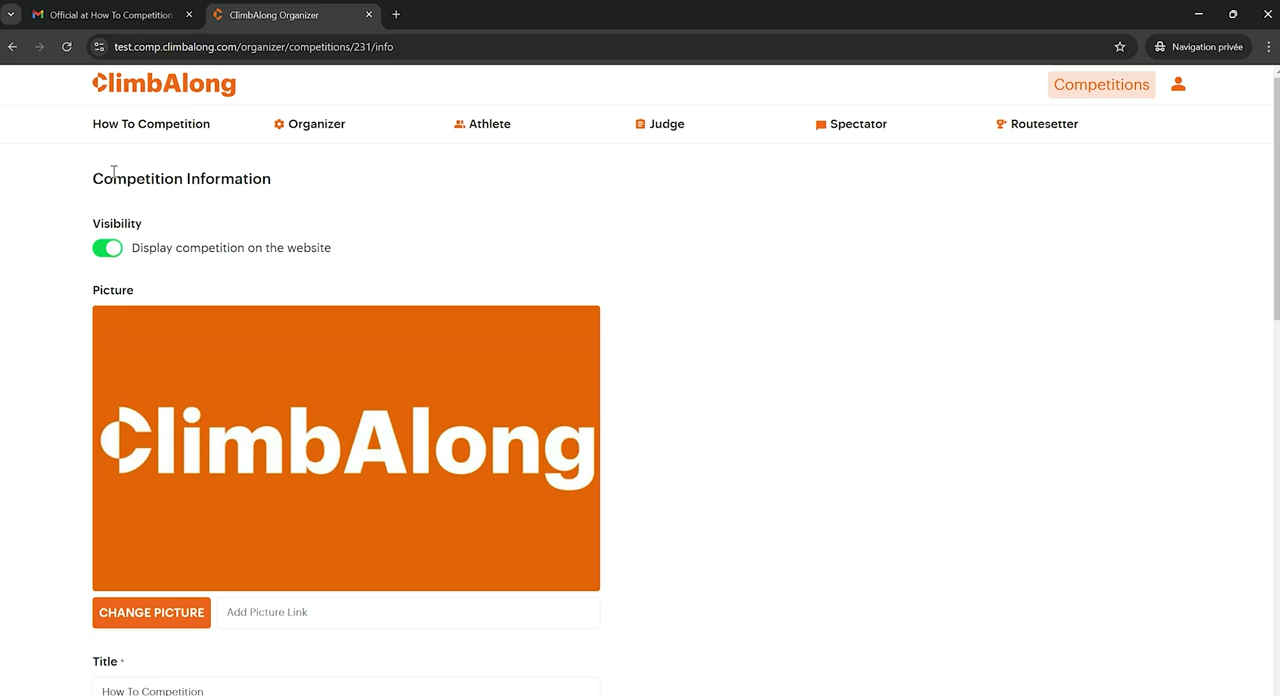 Official at How To Competition
ClimbAlong Organizer
test.comp.climbalong.com/organizer/competitions/231/info
Navigation privée
ClimbAlong
Competitions
How To Competition
Organizer
Athlete
Judge
Spectator
Routesetter
Competition Information
Visibility
Display competition on the website
Picture
ClimbAlong
CHANGE PICTURE
Add Picture Link
Title *
How To Competition